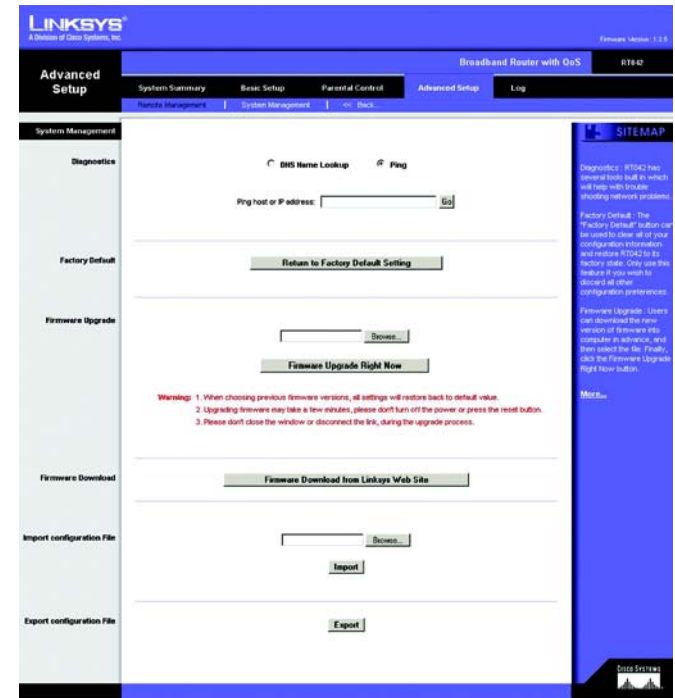 LINKSYS®
A Division of Cisco Systems, Inc.
Firmware Version : 1.2.8
Broadband Router with QoS
RT042
Advanced Setup
System Summary
Basic Setup
Parental Control
Advanced Setup
Log
Remote Management | System Management | << Back...
System Management
SITEMAP
Diagnostics
DNS Name Lookup
Ping
Ping host or IP address:
Go
Factory Default
Return to Factory Default Setting
Firmware Upgrade
Browse...
Firmware Upgrade Right Now
Warning: 1. When choosing previous firmware versions, all settings will restore back to default value.
2. Upgrading firmware may take a few minutes, please don't turn off the power or press the reset button.
3. Please don't close the window or disconnect the link, during the upgrade process.
Firmware Download
Firmware Download from Linksys Web Site
Import configuration File
Browse...
Import
Export configuration File
Export
Diagnostics : RT042 has
several tools built in which
will help with trouble
shooting network problems.
Factory Default : The
"Factory Default" button can
be used to clear all of your
configuration information
and restore RT042 to its
factory state. Only use this
feature if you wish to
discard all other
configuration preferences.
Firmware Upgrade : Users
can download the new
version of firmware into
computer in advance, and
then select the file. Finally,
click the Firmware Upgrade
Right Now button.
More...
CISCO SYSTEMS